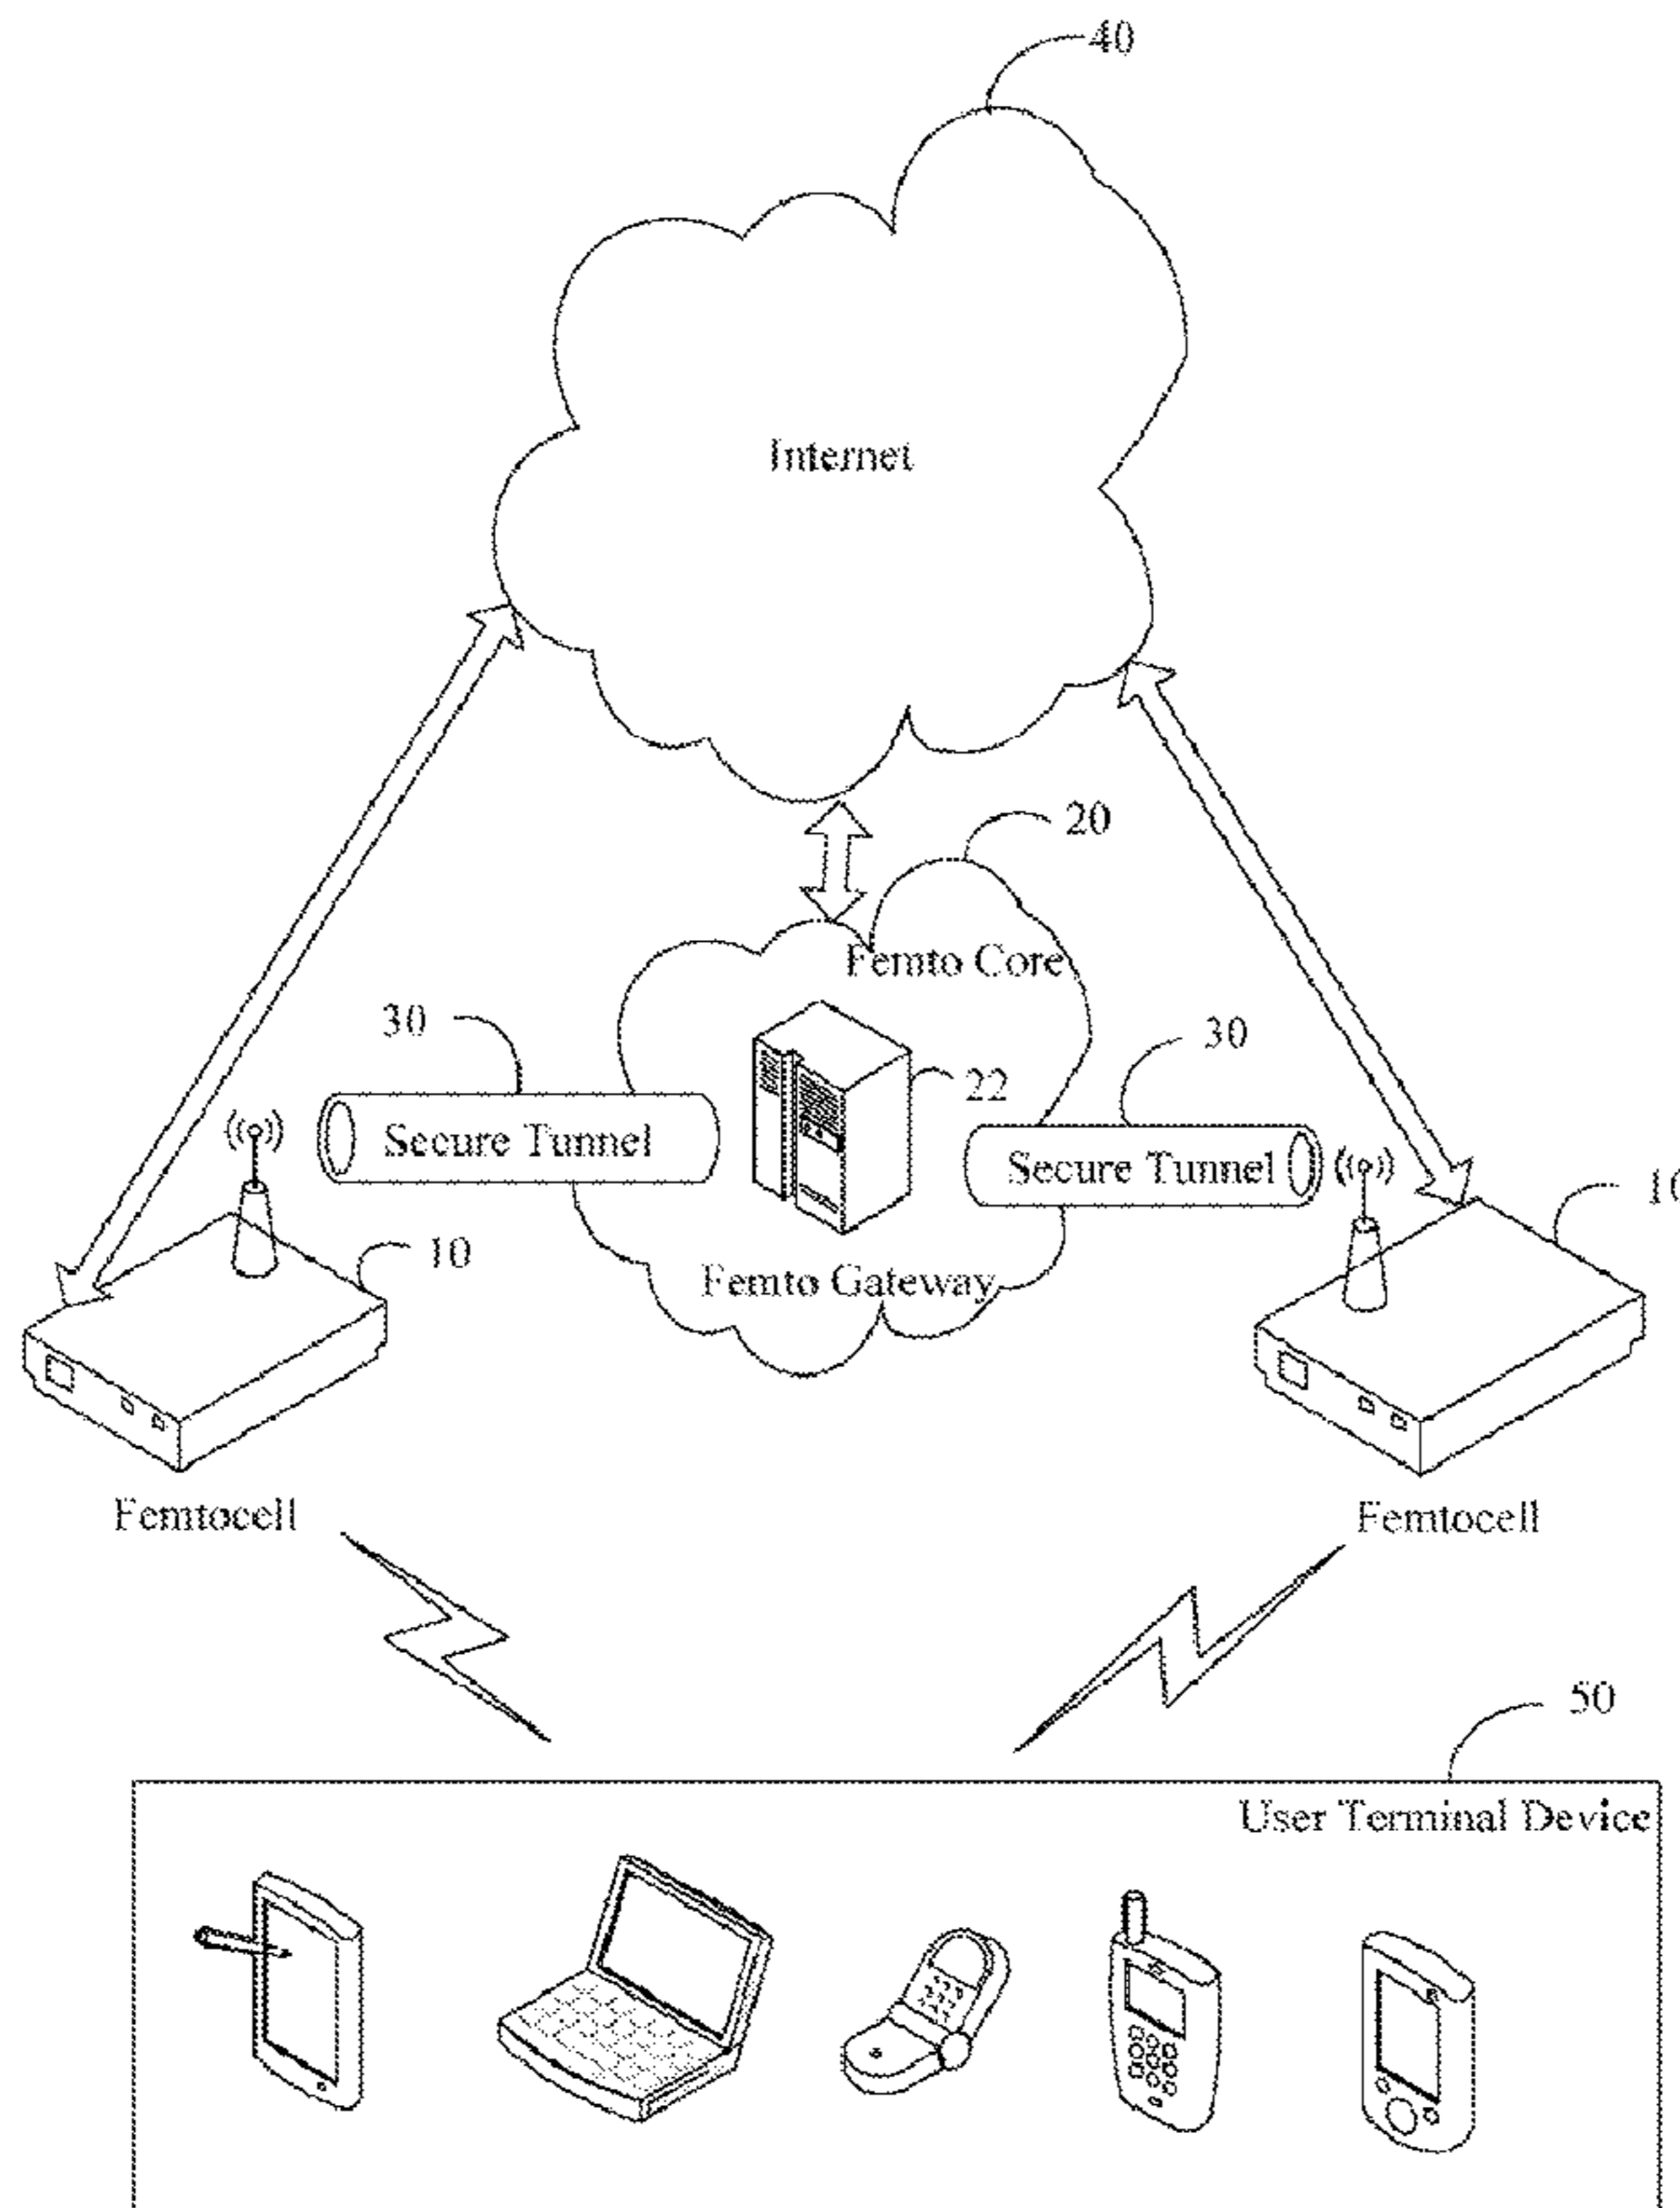 40
Internet
20
Femto Core
30
30
22
Secure Tunnel
Secure Tunnel
10
10
Femto Gateway
Femtocell
Femtocell
50
User Terminal Device